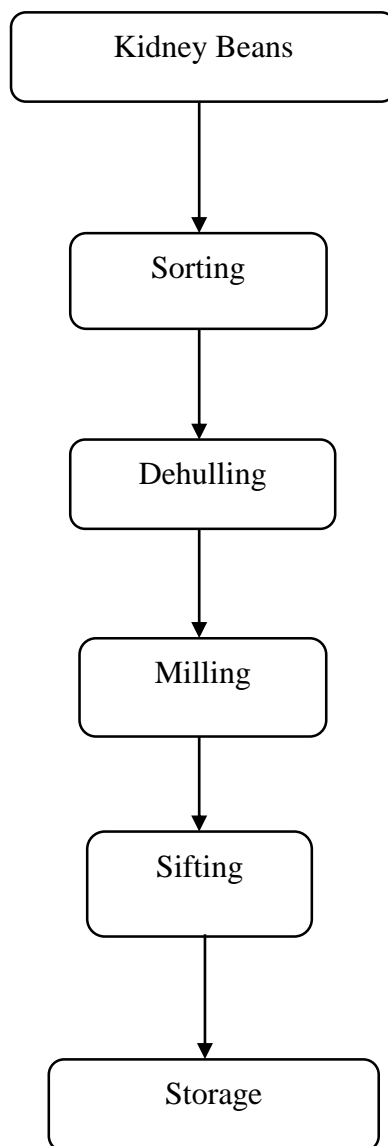 Kidney Beans
Sorting
Dehulling
Milling
Sifting
Storage